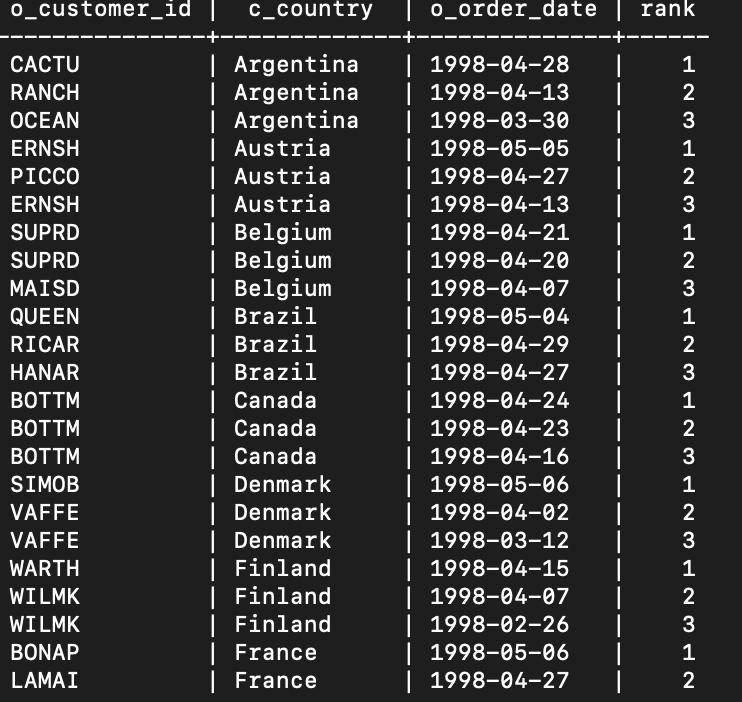 o_customer_id | c_country | o_order_date | rank
---------------+-------------+--------------+------
CACTU | Argentina | 1998-04-28 | 1
RANCH | Argentina | 1998-04-13 | 2
OCEAN | Argentina | 1998-03-30 | 3
ERNSH | Austria | 1998-05-05 | 1
PICCO | Austria | 1998-04-27 | 2
ERNSH | Austria | 1998-04-13 | 3
SUPRD | Belgium | 1998-04-21 | 1
SUPRD | Belgium | 1998-04-20 | 2
MAISD | Belgium | 1998-04-07 | 3
QUEEN | Brazil | 1998-05-04 | 1
RICAR | Brazil | 1998-04-29 | 2
HANAR | Brazil | 1998-04-27 | 3
BOTTM | Canada | 1998-04-24 | 1
BOTTM | Canada | 1998-04-23 | 2
BOTTM | Canada | 1998-04-16 | 3
SIMOB | Denmark | 1998-05-06 | 1
VAFFE | Denmark | 1998-04-02 | 2
VAFFE | Denmark | 1998-03-12 | 3
WARTH | Finland | 1998-04-15 | 1
WILMK | Finland | 1998-04-07 | 2
WILMK | Finland | 1998-02-26 | 3
BONAP | France | 1998-05-06 | 1
LAMAI | France | 1998-04-27 | 2